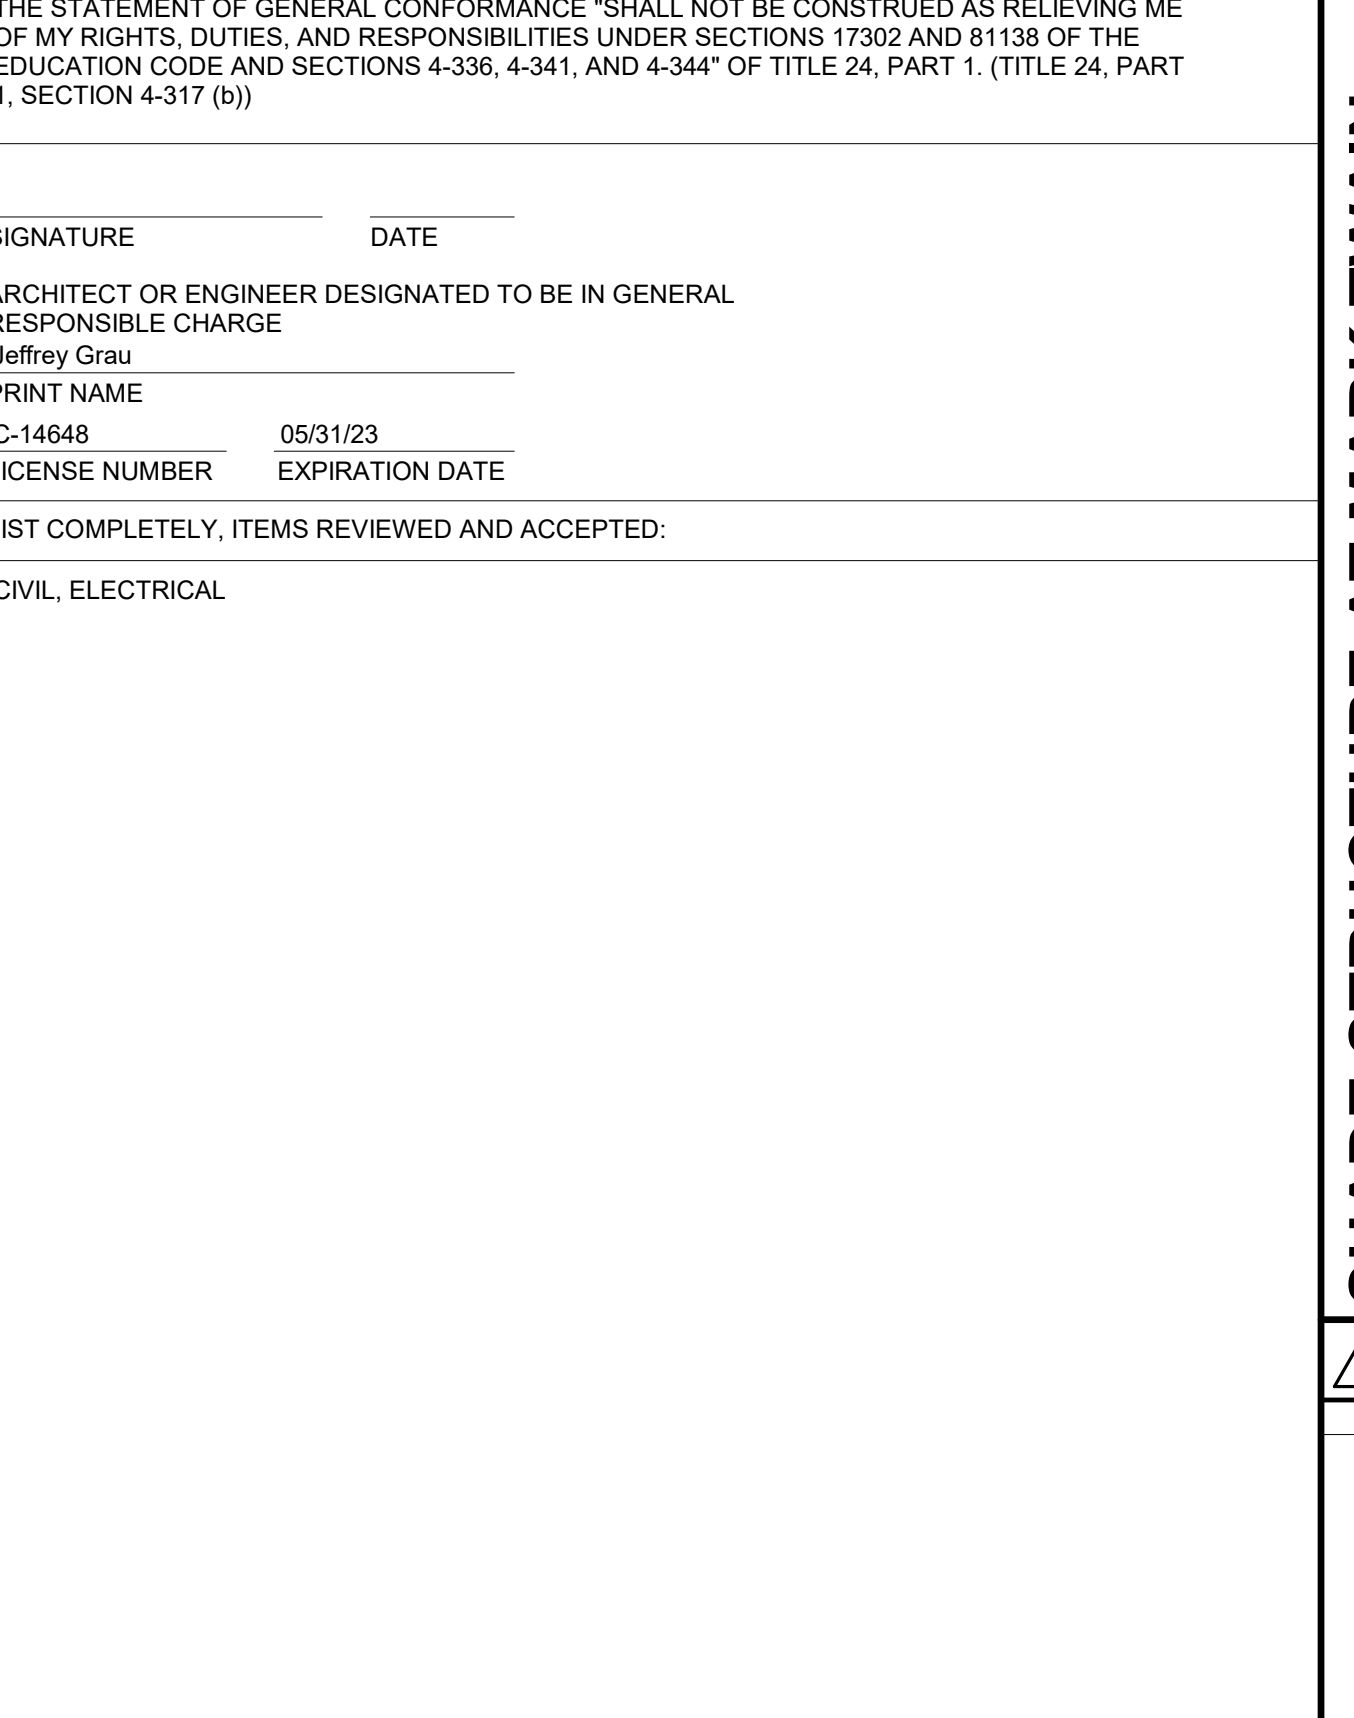 THE STATEMENT OF GENERAL CONFORMANCE "SHALL NOT BE CONSTRUED AS RELIEVING ME
OF MY RIGHTS, DUTIES, AND RESPONSIBILITIES UNDER SECTIONS 17302 AND 81138 OF THE
EDUCATION CODE AND SECTIONS 4-336, 4-341, AND 4-344" OF TITLE 24, PART 1. (TITLE 24, PART
1, SECTION 4-317 (b))
SIGNATURE DATE
ARCHITECT OR ENGINEER DESIGNATED TO BE IN GENERAL
RESPONSIBLE CHARGE
Jeffrey Grau
PRINT NAME
C-14648 05/31/23
ICENSE NUMBER EXPIRATION DATE
IST COMPLETELY, ITEMS REVIEWED AND ACCEPTED:
CIVIL, ELECTRICAL